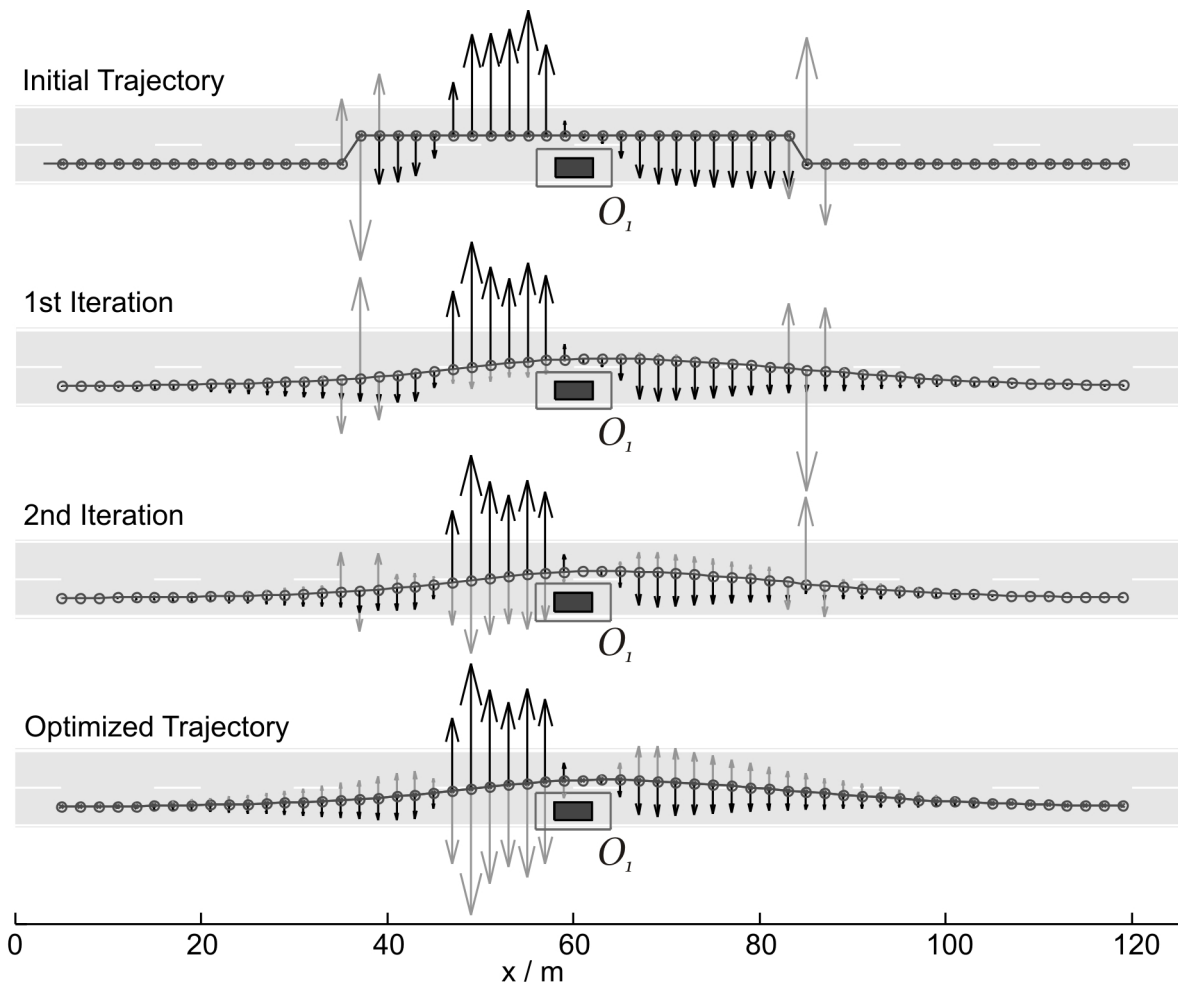 Initial Trajectory
O1
1st Iteration
O1
2nd Iteration
O1
Optimized Trajectory
O1
0 20 40 60 80 100 120
x / m